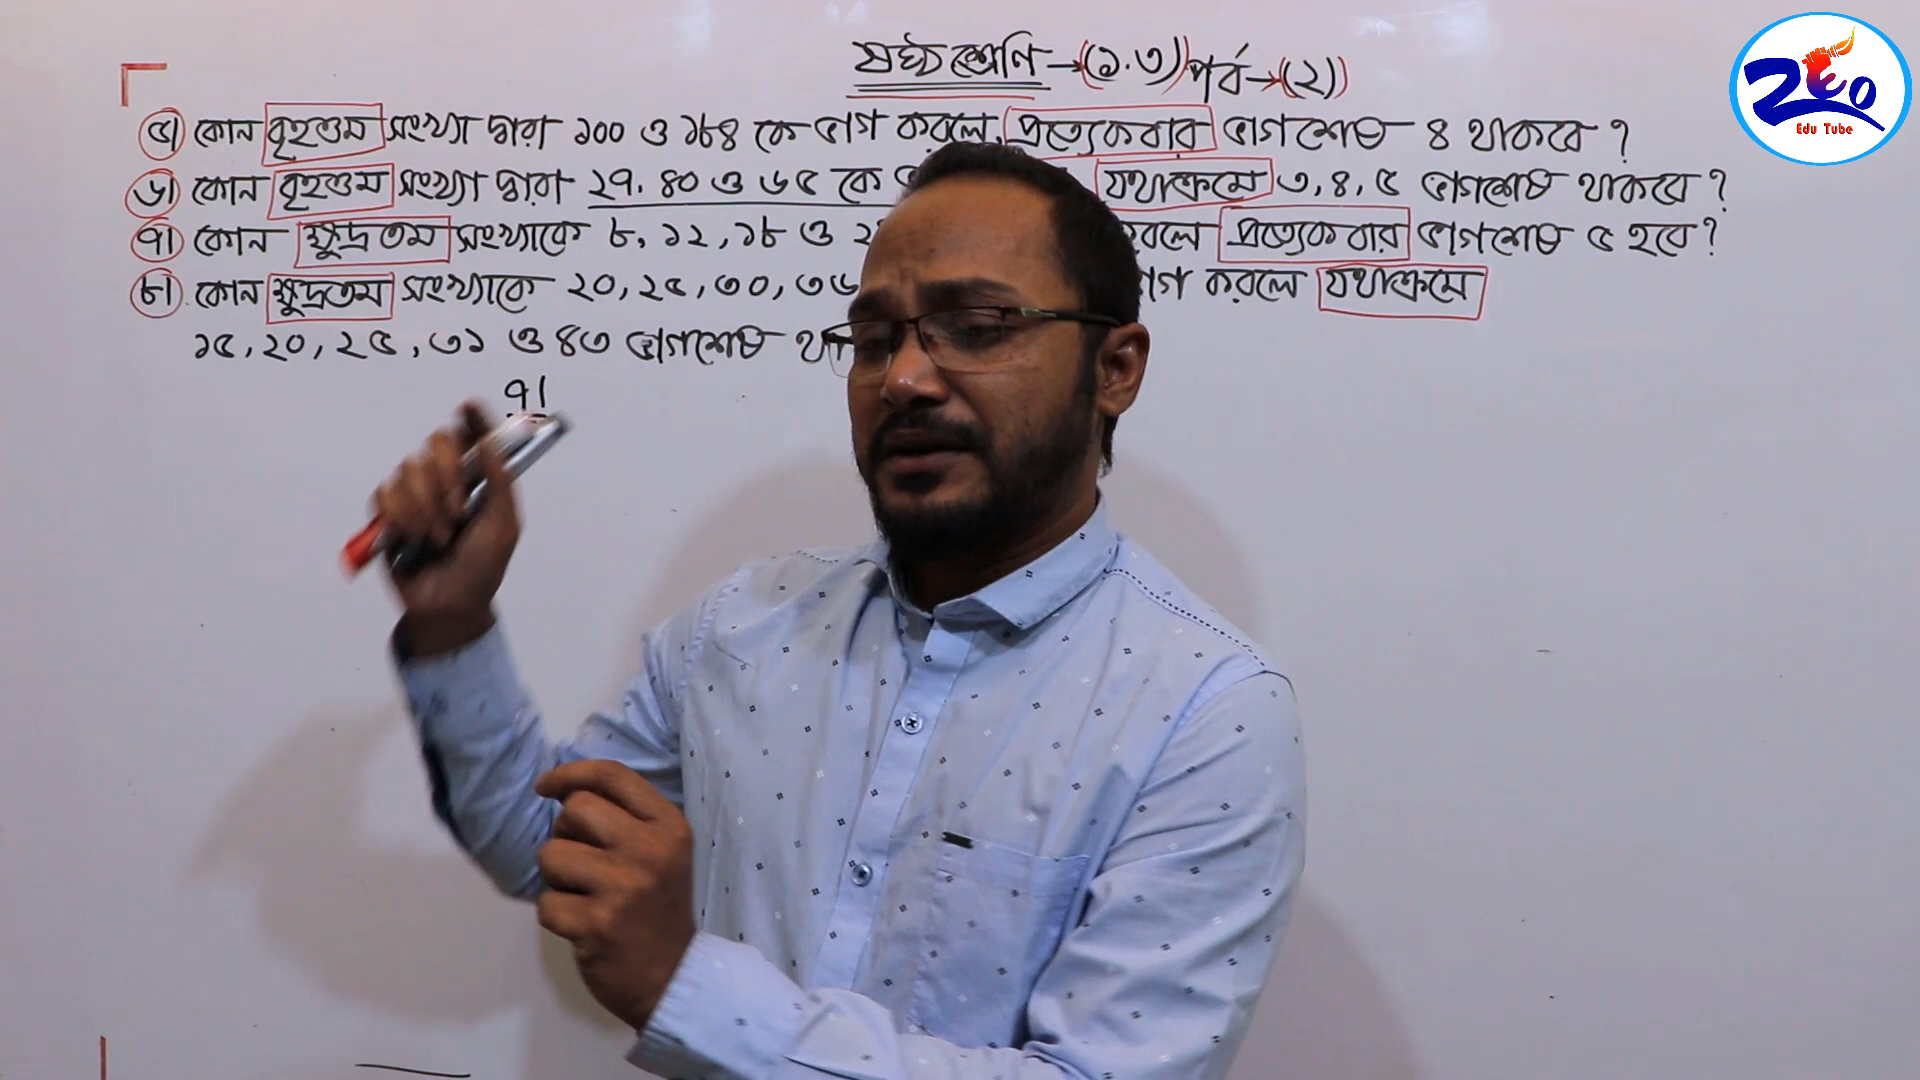 ষষ্ঠ শ্রেণি → (১.৩) পর্ব → (২)
৫। কোন বৃহত্তম সংখ্যা দ্বারা ১০০ ও ১৮৪ কে ভাগ করলে প্রত্যেকবার ভাগশেষ ৪ থাকবে ?
৬। কোন বৃহত্তম সংখ্যা দ্বারা ২৭, ৪০ ও ৬৫ কে যথাক্রমে ৩, ৪, ৫ ভাগশেষ থাকবে ?
৭। কোন ক্ষুদ্রতম সংখ্যাকে ৮, ১২, ১৮ ও প্রত্যেকবার ভাগশেষ ৫ হবে ?
৮। কোন ক্ষুদ্রতম সংখ্যাকে ২০, ২৫, ৩০, ৩৬ করলে যথাক্রমে
১৫, ২০, ২৫, ৩১ ও ৪৩ ভাগশেষ
৭।
2EO
Edu Tube